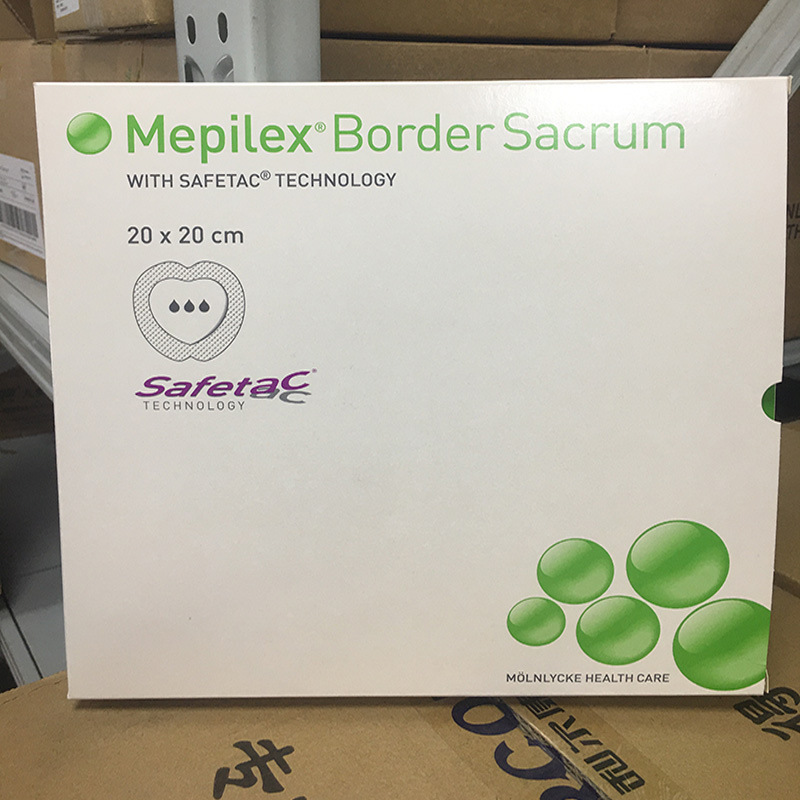 Mepilex® Border Sacrum
WITH SAFETAC® TECHNOLOGY
20 x 20 cm
Safetac®
TECHNOLOGY
MÖLNLYCKE HEALTH CARE